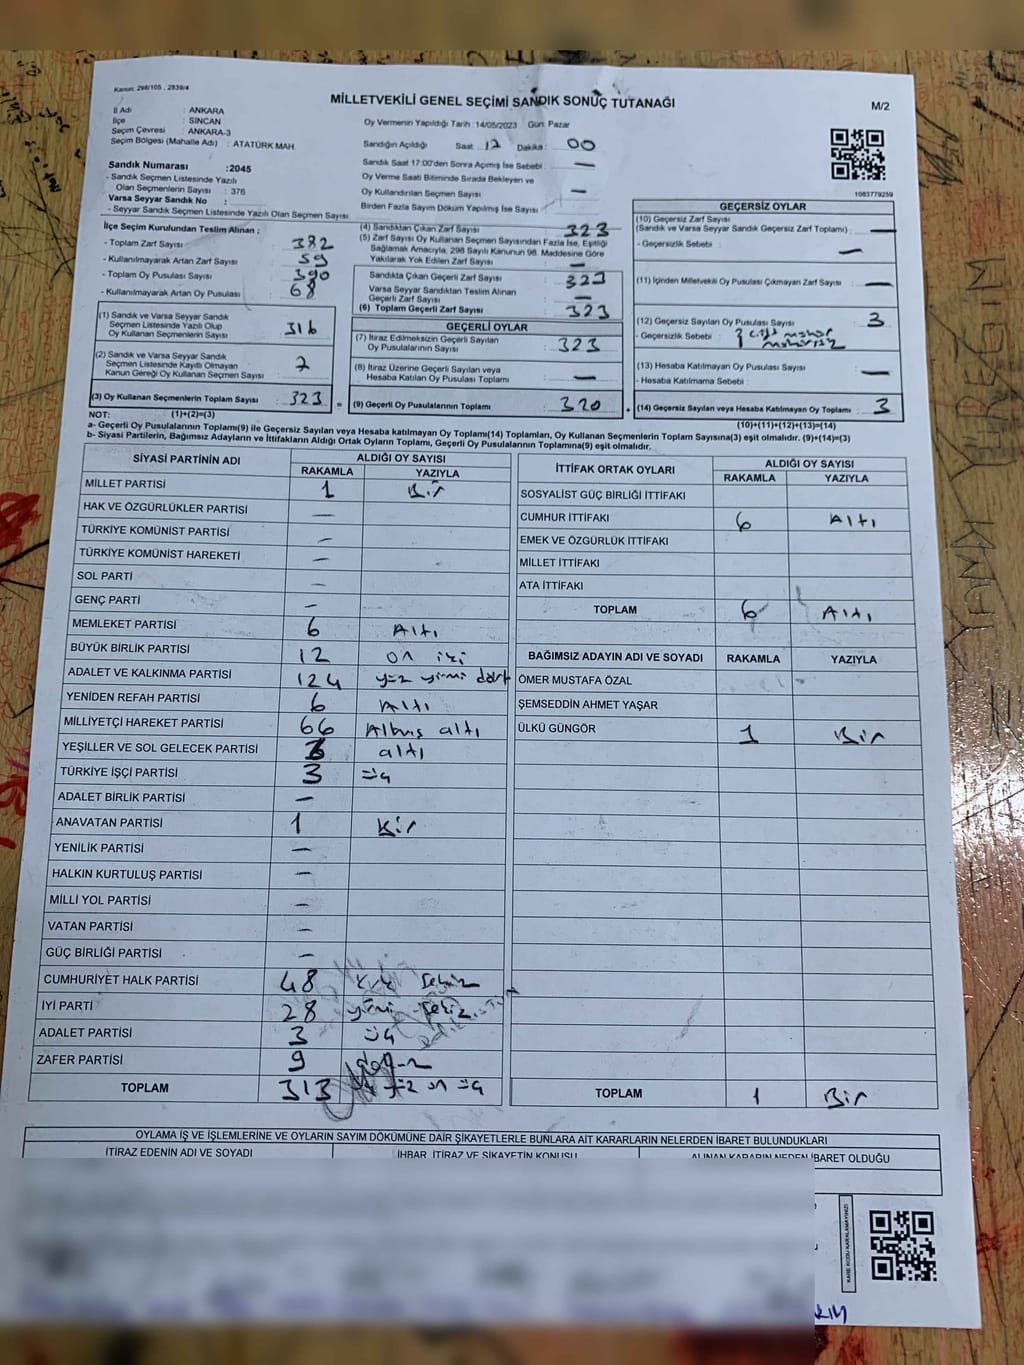 Kanun: 298/105 , 2839/4
MİLLETVEKİLİ GENEL SEÇİMİ SANDIK SONUÇ TUTANAĞI
M/2
İl Adı : ANKARA
İlçe : SİNCAN
Seçim Çevresi : ANKARA-3
Seçim Bölgesi (Mahalle Adı) : ATATÜRK MAH.
Sandık Numarası :2045
- Sandık Seçmen Listesinde Yazılı
Olan Seçmenlerin Sayısı : 376
Varsa Seyyar Sandık No :
- Seyyar Sandık Seçmen Listesinde Yazılı Olan Seçmen Sayısı
Oy Vermenin Yapıldığı Tarih :14/05/2023 Gün: Pazar
Sandığın Açıldığı Saat : 17 Dakika : 00
Sandık Saat 17:00'den Sonra Açılmış İse Sebebi : —
Oy Verme Saati Bitiminde Sırada Bekleyen ve
Oy Kullandırılan Seçmen Sayısı : —
Birden Fazla Sayım Döküm Yapılmış İse Sayısı :
1083779259
İlçe Seçim Kurulundan Teslim Alınan ;
- Toplam Zarf Sayısı : 382
- Kullanılmayarak Artan Zarf Sayısı : 59
- Toplam Oy Pusulası Sayısı : 390
- Kullanılmayarak Artan Oy Pusulası : 68
(1) Sandık ve Varsa Seyyar Sandık
Seçmen Listesinde Yazılı Olup
Oy Kullanan Seçmenlerin Sayısı : 316
(2) Sandık ve Varsa Seyyar Sandık
Seçmen Listesinde Kayıtlı Olmayan
Kanun Gereği Oy Kullanan Seçmen Sayısı : 7
(3) Oy Kullanan Seçmenlerin Toplam Sayısı : 323
NOT: (1)+(2)=(3)
(4) Sandıktan Çıkan Zarf Sayısı : 323
(5) Zarf Sayısı Oy Kullanan Seçmen Sayısından Fazla İse, Eşitliği
Sağlamak Amacıyla, 298 Sayılı Kanunun 98. Maddesine Göre
Yakılarak Yok Edilen Zarf Sayısı : —
Sandıkta Çıkan Geçerli Zarf Sayısı : 323
Varsa Seyyar Sandıktan Teslim Alınan
Geçerli Zarf Sayısı : —
(6) Toplam Geçerli Zarf Sayısı : 323
GEÇERLİ OYLAR
(7) İtiraz Edilmeksizin Geçerli Sayılan
Oy Pusulalarının Sayısı : 323
(8) İtiraz Üzerine Geçerli Sayılan veya
Hesaba Katılan Oy Pusulası Toplamı : —
= (9) Geçerli Oy Pusulalarının Toplamı : 320
GEÇERSİZ OYLAR
(10) Geçersiz Zarf Sayısı
(Sandık ve Varsa Seyyar Sandık Geçersiz Zarf Toplamı) : —
- Geçersizlik Sebebi : —
(11) İçinden Milletvekili Oy Pusulası Çıkmayan Zarf Sayısı : —
(12) Geçersiz Sayılan Oy Pusulası Sayısı : 3
- Geçersizlik Sebebi : çift mühür
(13) Hesaba Katılmayan Oy Pusulası Sayısı : —
- Hesaba Katılmama Sebebi :
(14) Geçersiz Sayılan veya Hesaba Katılmayan Oy Toplamı : 3
(10)+(11)+(12)+(13)=(14)
a- Geçerli Oy Pusulalarının Toplamı(9) ile Geçersiz Sayılan veya Hesaba katılmayan Oy Toplamı(14) Toplamları, Oy Kullanan Seçmenlerin Toplam Sayısına(3) eşit olmalıdır. (9)+(14)=(3)
b- Siyasi Partilerin, Bağımsız Adayların ve İttifakların Aldığı Ortak Oyların Toplamı, Geçerli Oy Pusulalarının Toplamına(9) eşit olmalıdır.
SİYASİ PARTİNİN ADI ALDIĞI OY SAYISI
RAKAMLA YAZIYLA
MİLLET PARTİSİ 1 Bir
HAK VE ÖZGÜRLÜKLER PARTİSİ —
TÜRKİYE KOMÜNİST PARTİSİ —
TÜRKİYE KOMÜNİST HAREKETİ —
SOL PARTİ —
GENÇ PARTİ —
MEMLEKET PARTİSİ 6 Altı
BÜYÜK BİRLİK PARTİSİ 12 on iki
ADALET VE KALKINMA PARTİSİ 124 yüz yirmi dört
YENİDEN REFAH PARTİSİ 6 Altı
MİLLİYETÇİ HAREKET PARTİSİ 66 Altmış altı
YEŞİLLER VE SOL GELECEK PARTİSİ 6 altı
TÜRKİYE İŞÇİ PARTİSİ 3 üç
ADALET BİRLİK PARTİSİ —
ANAVATAN PARTİSİ 1 Bir
YENİLİK PARTİSİ —
HALKIN KURTULUŞ PARTİSİ —
MİLLİ YOL PARTİSİ —
VATAN PARTİSİ —
GÜÇ BİRLİĞİ PARTİSİ —
CUMHURİYET HALK PARTİSİ 48 kırk sekiz
İYİ PARTİ 28 yirmi sekiz
ADALET PARTİSİ 3 üç
ZAFER PARTİSİ 9 dokuz
TOPLAM 313 üç yüz on üç
İTTİFAK ORTAK OYLARI ALDIĞI OY SAYISI
RAKAMLA YAZIYLA
SOSYALİST GÜÇ BİRLİĞİ İTTİFAKI
CUMHUR İTTİFAKI 6 Altı
EMEK VE ÖZGÜRLÜK İTTİFAKI
MİLLET İTTİFAKI
ATA İTTİFAKI
TOPLAM 6 Altı
BAĞIMSIZ ADAYIN ADI VE SOYADI RAKAMLA YAZIYLA
ÖMER MUSTAFA ÖZAL
ŞEMSEDDİN AHMET YAŞAR
ÜLKÜ GÜNGÖR 1 Bir
TOPLAM 1 Bir
OYLAMA İŞ VE İŞLEMLERİNE VE OYLARIN SAYIM DÖKÜMÜNE DAİR ŞİKAYETLERLE BUNLARA AİT KARARLARIN NELERDEN İBARET BULUNDUKLARI
İTİRAZ EDENİN ADI VE SOYADI İHBAR, İTİRAZ VE ŞİKAYETİN KONUSU ALINAN KARARIN NEDEN İBARET OLDUĞU
KARE KODU KARALAMAYINIZ!